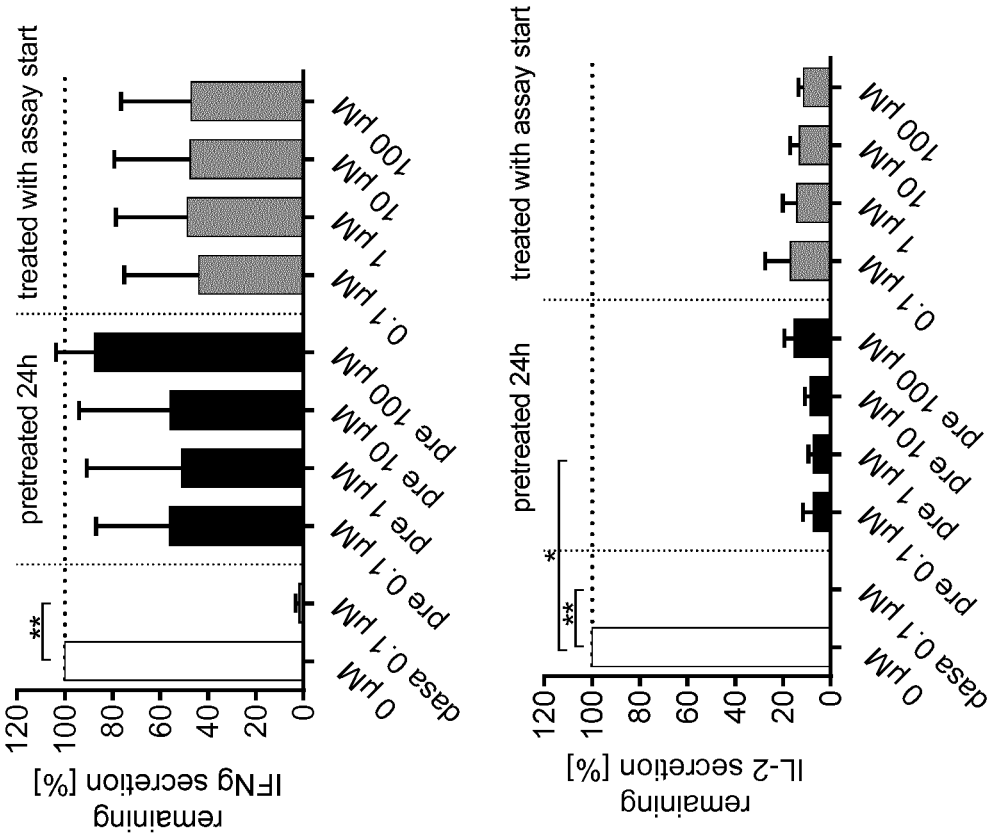 remaining
IFNg secretion [%]
120
100
80
60
40
20
0
**
pretreated 24h
treated with assay start
0 µM
dasa 0.1 µM
pre 0.1 µM
pre 1 µM
pre 10 µM
pre 100 µM
0.1 µM
1 µM
10 µM
100 µM
remaining
IL-2 secretion [%]
120
100
80
60
40
20
0
*
**
pretreated 24h
treated with assay start
0 µM
dasa 0.1 µM
pre 0.1 µM
pre 1 µM
pre 10 µM
pre 100 µM
0.1 µM
1 µM
10 µM
100 µM